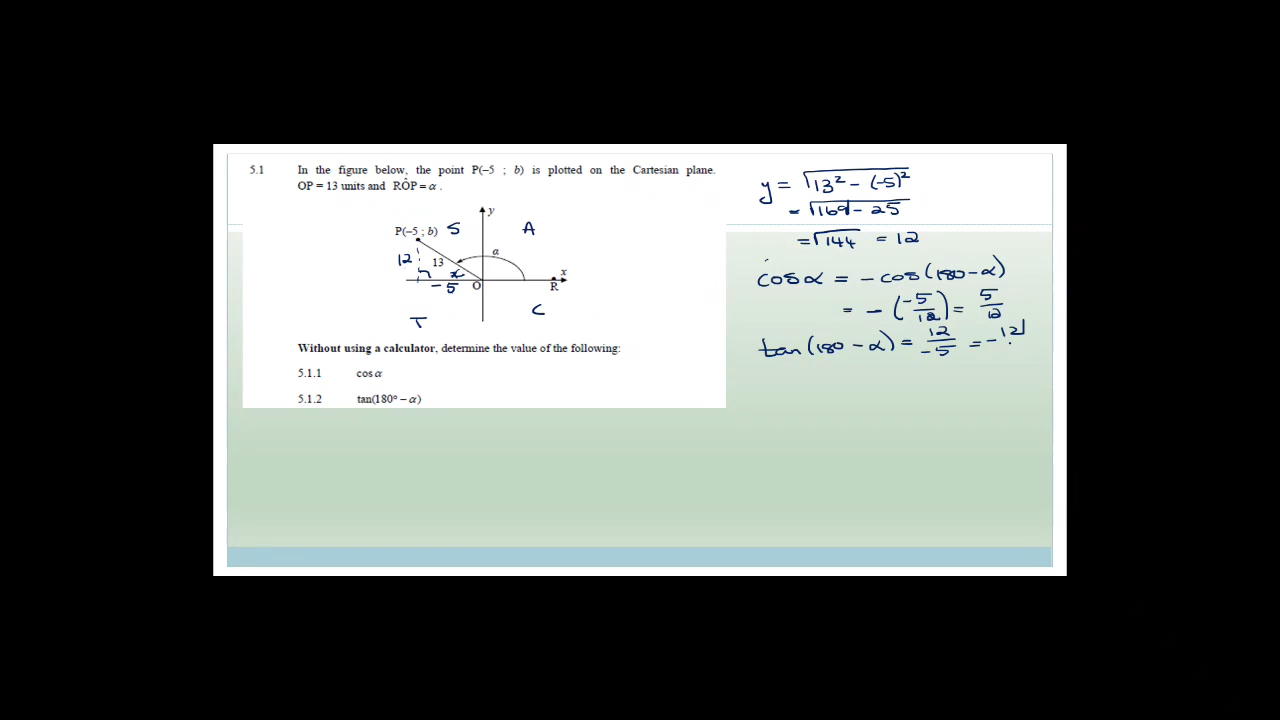 5.1 In the figure below, the point P(–5 ; b) is plotted on the Cartesian plane.
OP = 13 units and RÔP = α .
y
P(–5 ; b) S A
α
12 13
x x
– 5 O R
T C
Without using a calculator, determine the value of the following:
5.1.1 cos α
5.1.2 tan(180° – α)
y = √13² – (–5)²
= √169 – 25
= √144 = 12
cos α = – cos (180 – α)
= – (–5/12) = 5/12
tan (180 – α) = 12/–5 = – 12